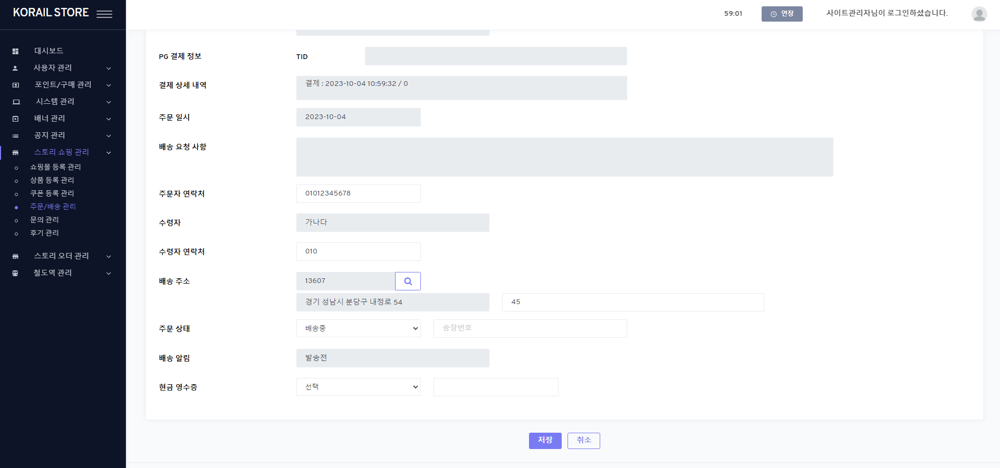 KORAIL STORE
59:01
연장
사이트관리자님이 로그인하셨습니다.
대시보드
사용자 관리
포인트/구매 관리
시스템 관리
배너 관리
공지 관리
스토리 쇼핑 관리
쇼핑몰 등록 관리
상품 등록 관리
쿠폰 등록 관리
주문/배송 관리
문의 관리
후기 관리
스토리 오더 관리
철도역 관리
PG 결제 정보
TID
결제 상세 내역
결제 : 2023-10-04 10:59:32 / 0
주문 일시
2023-10-04
배송 요청 사항
주문자 연락처
01012345678
수령자
가나다
수령자 연락처
010
배송 주소
13607
경기 성남시 분당구 내정로 54
45
주문 상태
배송중
송장번호
배송 알림
발송전
현금 영수증
선택
저장
취소